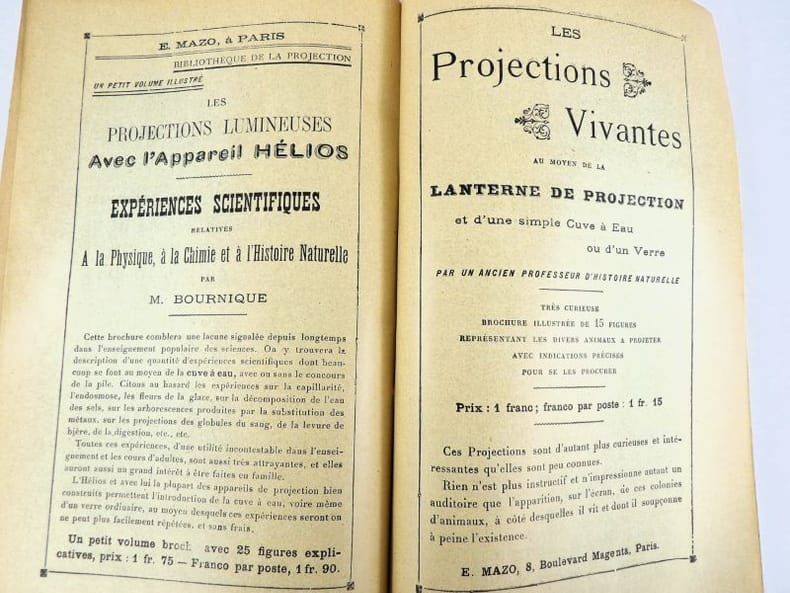 E. MAZO, à PARIS
BIBLIOTHÈQUE DE LA PROJECTION
UN PETIT VOLUME ILLUSTRÉ
LES
PROJECTIONS LUMINEUSES
Avec l'Appareil HÉLIOS
EXPÉRIENCES SCIENTIFIQUES
RELATIVES
A la Physique, à la Chimie et à l'Histoire Naturelle
PAR
M. BOURNIQUE
Cette brochure comblera une lacune signalée depuis longtemps
dans l'enseignement populaire des sciences. On y trouvera la
description d'une quantité d'expériences scientifiques dont beau-
coup se font au moyen de la cuve à eau, avec ou sans le concours
de la pile. Citons au hasard les expériences sur la capillarité,
l'endosmose, les fleurs de la glace, sur la décomposition de l'eau
des sels, sur les arborescences produites par la substitution des
métaux, sur les projections des globules du sang, de la levure de
bière, de la digestion, etc., etc.
Toutes ces expériences, d'une utilité incontestable dans l'ensei-
gnement et les cours d'adultes, sont aussi très attrayantes, et elles
auront aussi un grand intérêt à être faites en famille.
L'Hélios et avec lui la plupart des appareils de projection bien
construits permettent l'introduction de la cuve à eau, voire même
d'un verre ordinaire, au moyen desquels ces expériences seront on
ne peut plus facilement répétées, et sans frais.
Un petit volume broch avec 25 figures expli-
catives, prix : 1 fr. 75 — Franco par poste, 1 fr. 90.
LES
Projections
Vivantes
AU MOYEN DE LA
LANTERNE DE PROJECTION
et d'une simple Cuve à Eau
ou d'un Verre
PAR UN ANCIEN PROFESSEUR D'HISTOIRE NATURELLE
TRÈS CURIEUSE
BROCHURE ILLUSTRÉE DE 15 FIGURES
REPRÉSENTANT LES DIVERS ANIMAUX A PROJETER
AVEC INDICATIONS PRÉCISES
POUR SE LES PROCURER
Prix : 1 franc ; franco par poste : 1 fr. 15
Ces Projections sont d'autant plus curieuses et inté-
ressantes qu'elles sont peu connues.
Rien n'est plus instructif et n'impressionne autant un
auditoire que l'apparition, sur l'écran, de ces colonies
d'animaux, à côté desquelles il vit et dont il soupçonne
à peine l'existence.
E. MAZO, 8, Boulevard Magenta, Paris.